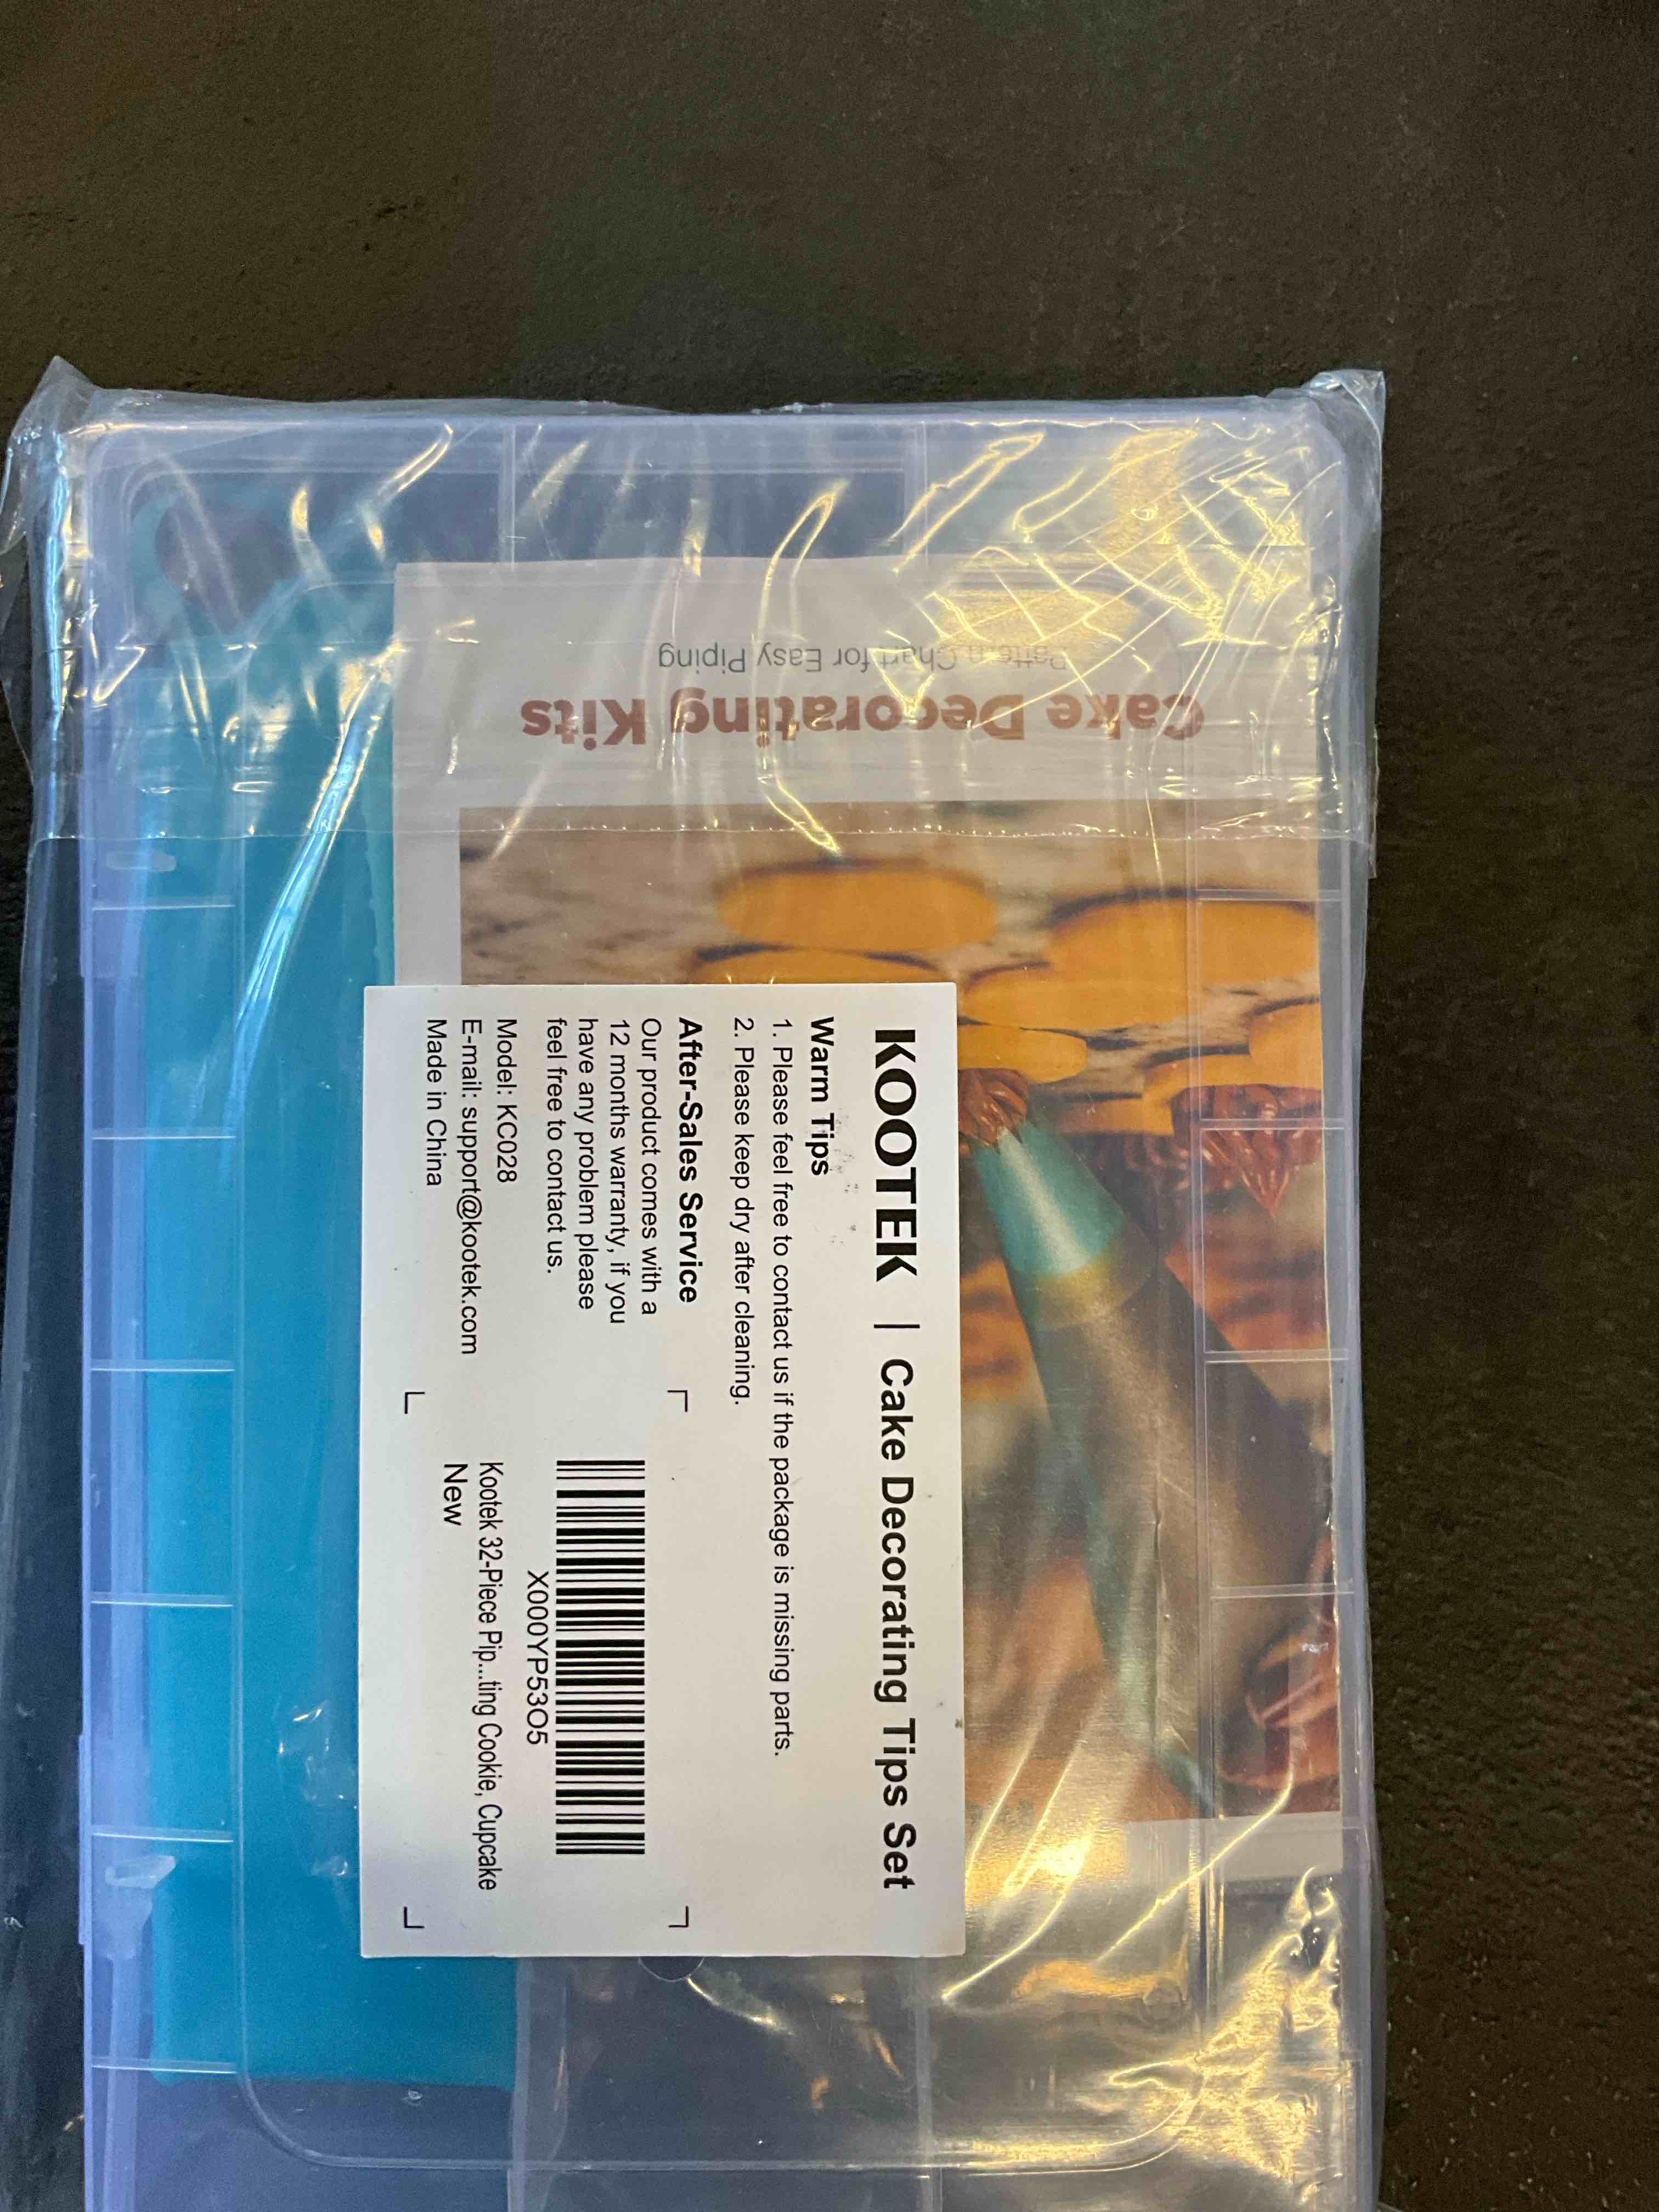 KOOTEK | Cake Decorating Tips Set
Warm Tips
1. Please feel free to contact us if the package is missing parts.
2. Please keep dry after cleaning.
After-Sales Service
Our product comes with a
12 months warranty, if you
have any problem please
feel free to contact us.
Model: KC028
E-mail: support@kootek.com
Made in China
X000YP53O5
Kootek 32-Piece Pip...ting Cookie, Cupcake
New
Cake Decorating Kits
Pattern Chart for Easy Piping